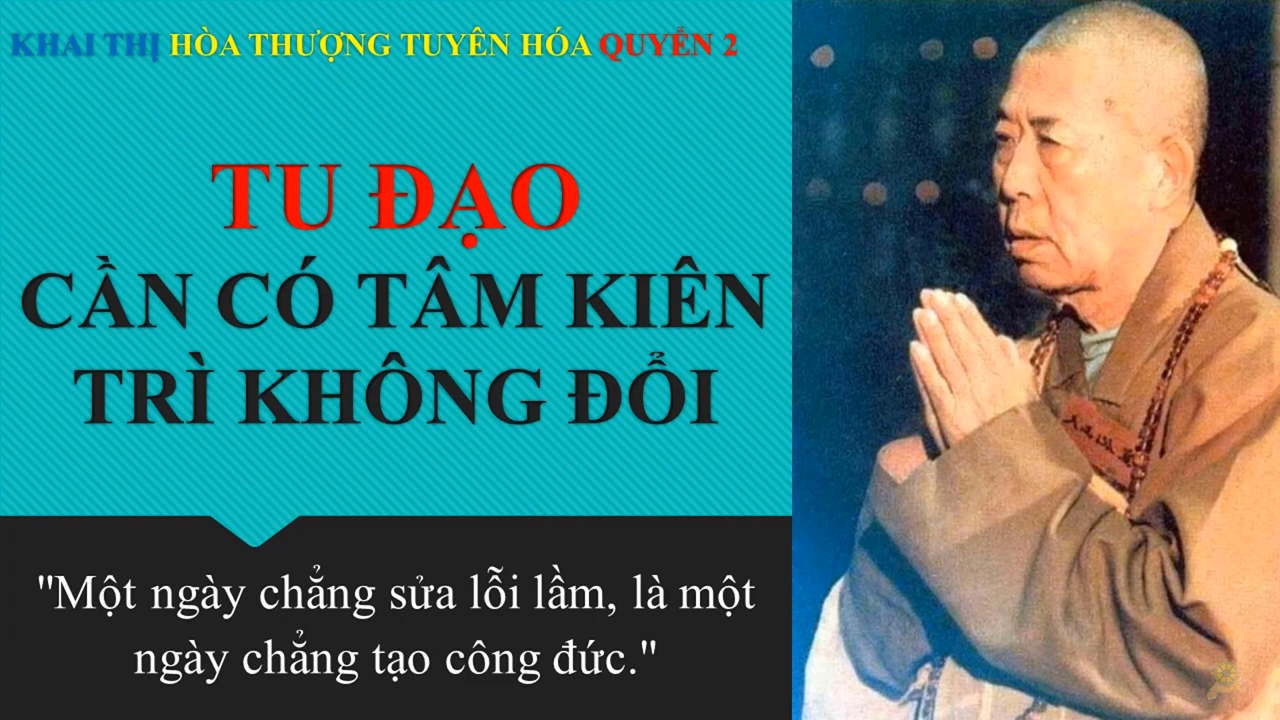 KHAI THỊ HÒA THƯỢNG TUYÊN HÓA QUYỂN 2
TU ĐẠO
CẦN CÓ TÂM KIÊN
TRÌ KHÔNG ĐỔI
"Một ngày chẳng sửa lỗi lầm, là một
ngày chẳng tạo công đức."